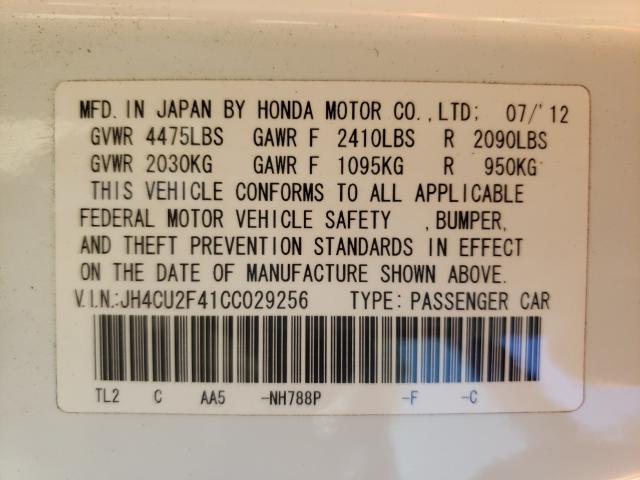 MFD. IN JAPAN BY HONDA MOTOR CO., LTD; 07/'12
GVWR 4475LBS GAWR F 2410LBS R 2090LBS
GVWR 2030KG GAWR F 1095KG R 950KG
THIS VEHICLE CONFORMS TO ALL APPLICABLE
FEDERAL MOTOR VEHICLE SAFETY , BUMPER,
AND THEFT PREVENTION STANDARDS IN EFFECT
ON THE DATE OF MANUFACTURE SHOWN ABOVE.
V.I.N.:JH4CU2F41CC029256 TYPE: PASSENGER CAR
TL2 C AA5 -NH788P -F -C